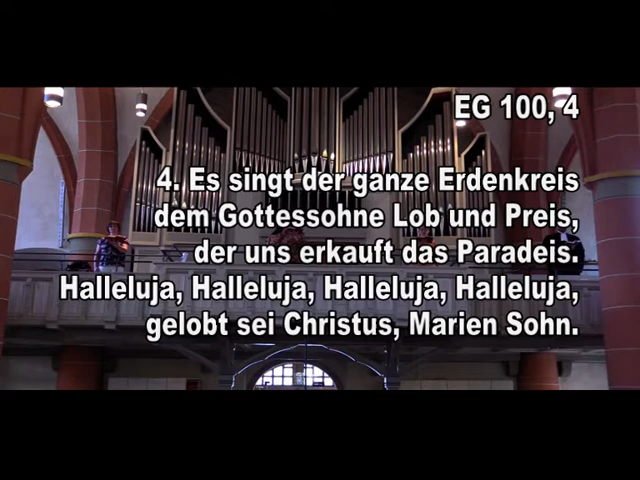 EG 100, 4
4. Es singt der ganze Erdenkreis
dem Gottessohne Lob und Preis,
der uns erkauft das Paradeis.
Halleluja, Halleluja, Halleluja, Halleluja,
gelobt sei Christus, Marien Sohn.